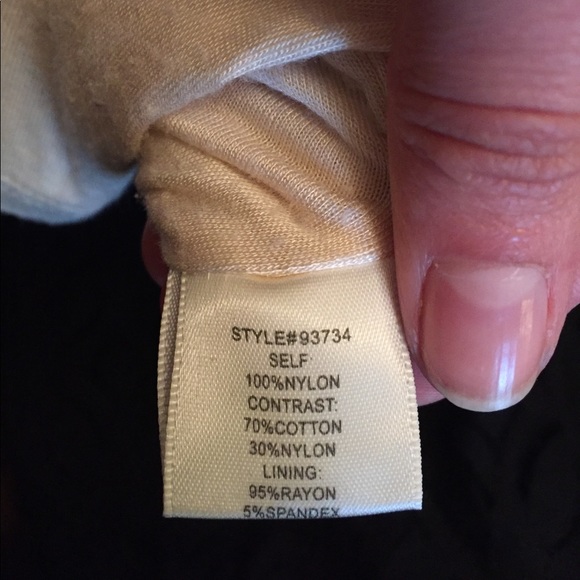 STYLE#93734
SELF:
100%NYLON
CONTRAST:
70%COTTON
30%NYLON
LINING:
95%RAYON
5%SPANDEX